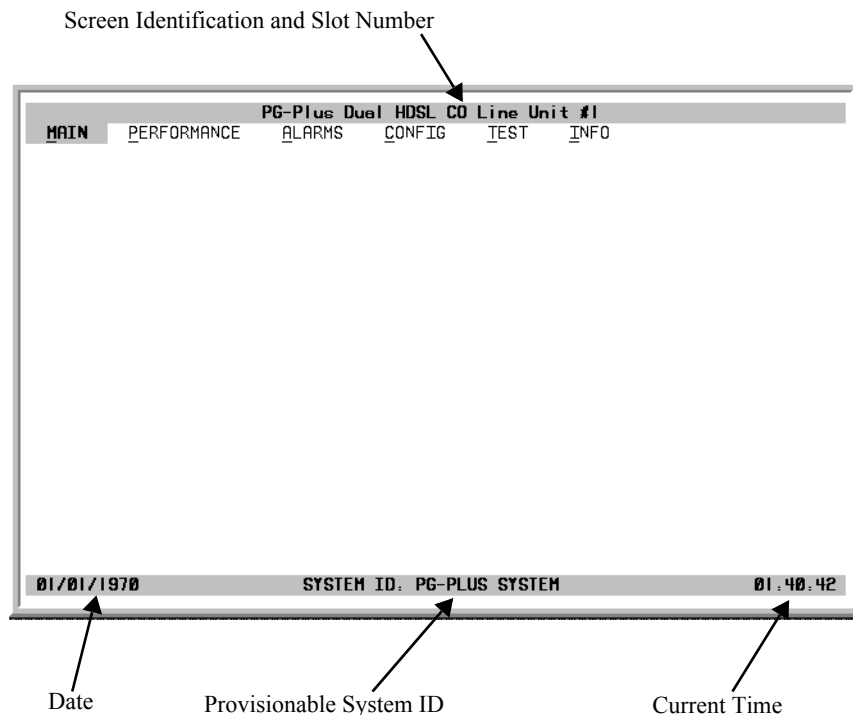 Screen Identification and Slot Number
PG-Plus Dual HDSL CO Line Unit #1
MAIN PERFORMANCE ALARMS CONFIG TEST INFO
01/01/1970 SYSTEM ID: PG-PLUS SYSTEM 01:40:42
Date Provisionable System ID Current Time